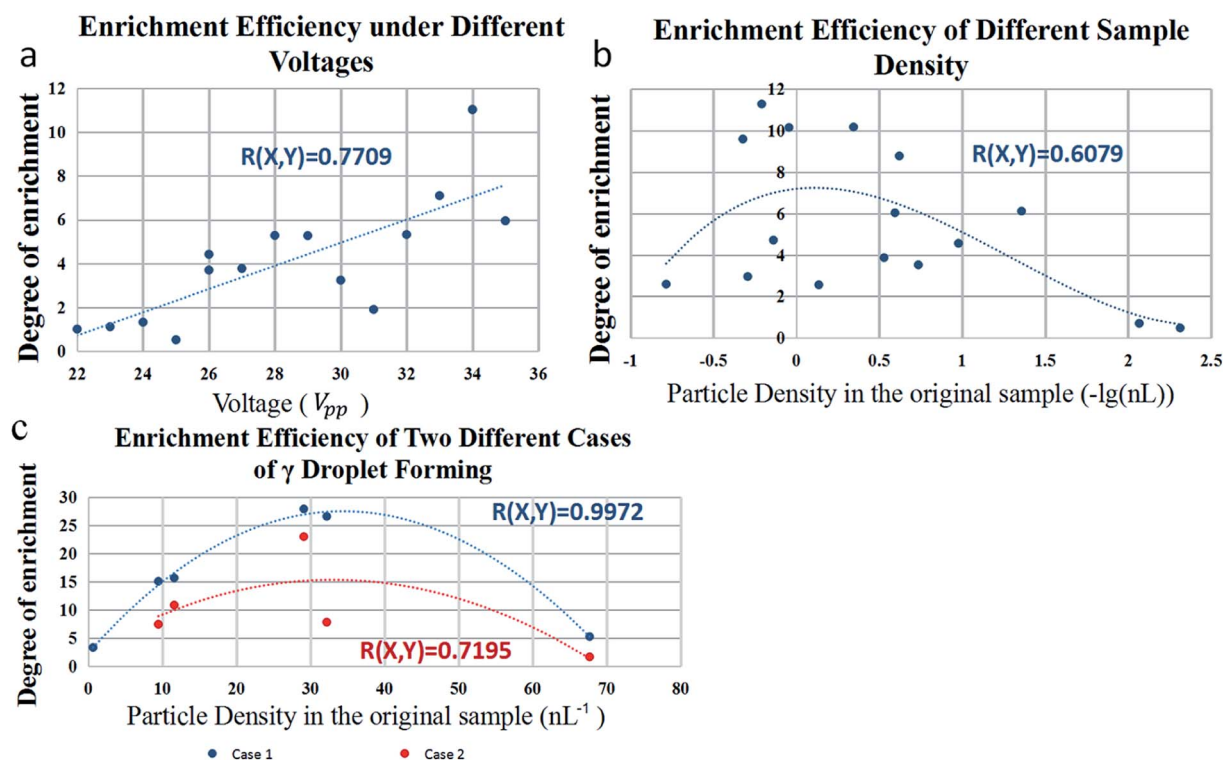 a
Enrichment Efficiency under Different
Voltages
Degree of enrichment
12
10
8
6
4
2
0
R(X,Y)=0.7709
22 24 26 28 30 32 34 36
Voltage ( Vpp )
b
Enrichment Efficiency of Different Sample
Density
Degree of enrichment
12
10
8
6
4
2
0
R(X,Y)=0.6079
-1 -0.5 0 0.5 1 1.5 2 2.5
Particle Density in the original sample (-lg(nL))
c
Enrichment Efficiency of Two Different Cases
of γ Droplet Forming
Degree of enrichment
30
25
20
15
10
5
0
R(X,Y)=0.9972
R(X,Y)=0.7195
0 10 20 30 40 50 60 70 80
Particle Density in the original sample (nL⁻¹)
Case 1 Case 2